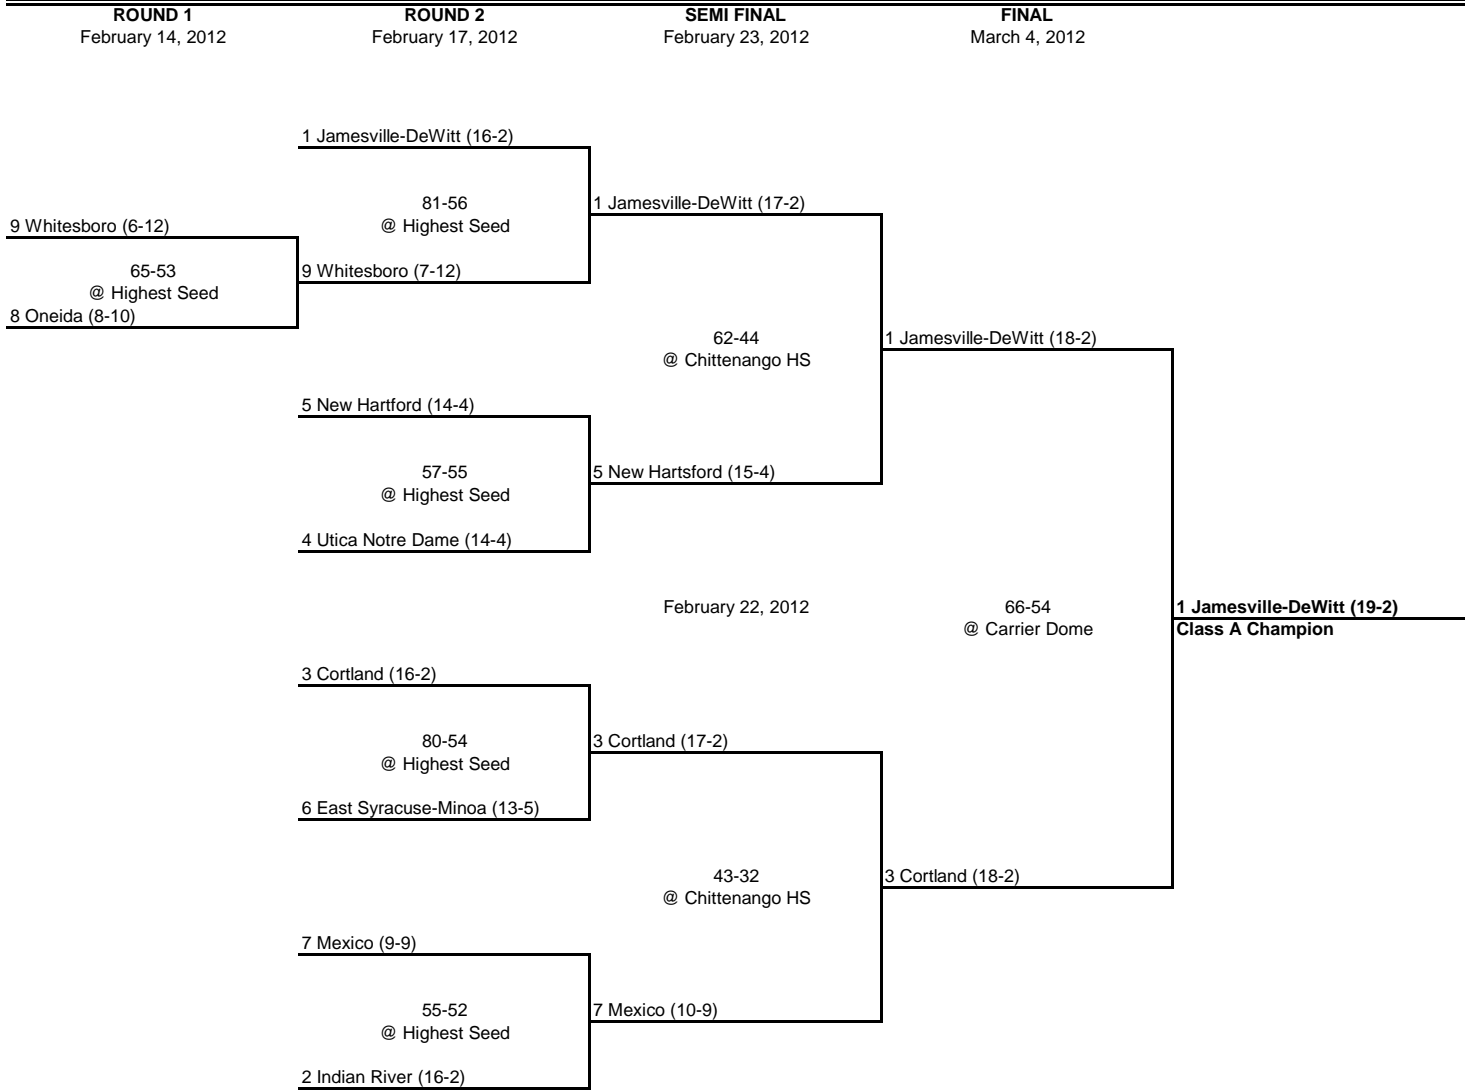 ROUND 1 ROUND 2 SEMI FINAL FINAL
February 14, 2012 February 17, 2012 February 23, 2012 March 4, 2012
1 Jamesville-DeWitt (16-2)
81-56 1 Jamesville-DeWitt (17-2)
9 Whitesboro (6-12) @ Highest Seed
65-53 9 Whitesboro (7-12)
@ Highest Seed
8 Oneida (8-10)
62-44 1 Jamesville-DeWitt (18-2)
@ Chittenango HS
5 New Hartford (14-4)
57-55 5 New Hartsford (15-4)
@ Highest Seed
4 Utica Notre Dame (14-4)
February 22, 2012 66-54 1 Jamesville-DeWitt (19-2)
@ Carrier Dome Class A Champion
3 Cortland (16-2)
80-54 3 Cortland (17-2)
@ Highest Seed
6 East Syracuse-Minoa (13-5)
43-32 3 Cortland (18-2)
@ Chittenango HS
7 Mexico (9-9)
55-52 7 Mexico (10-9)
@ Highest Seed
2 Indian River (16-2)